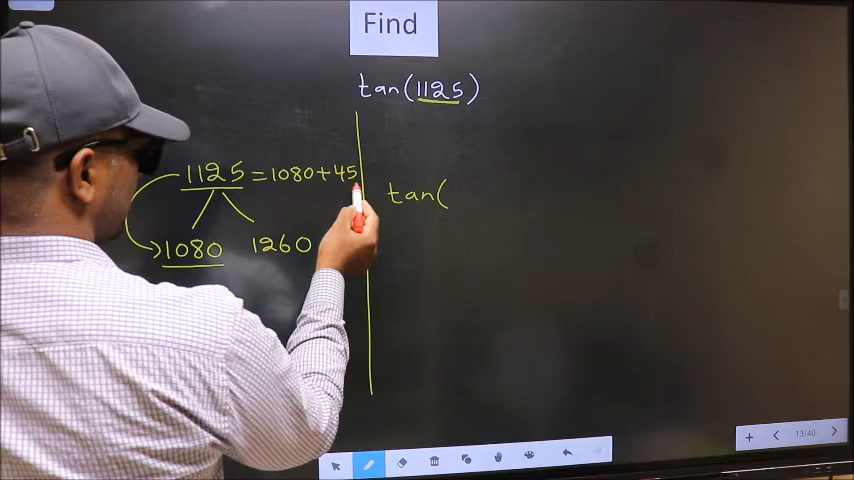 Find
tan(1125)
1125 = 1080+45
1080 1260
tan(
13/40